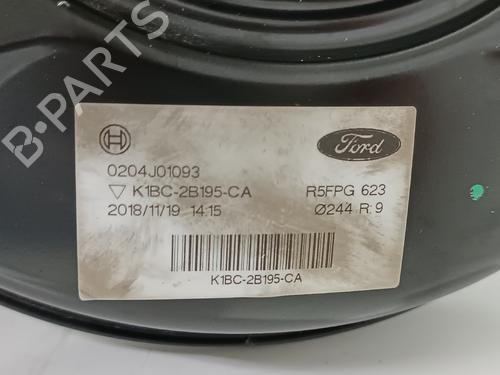 B-PARTS
Ford
0204J01093
▽ K1BC-2B195-CA R5FPG 623
2018/11/19 14:15 Ø244 R:9
K1BC-2B195-CA